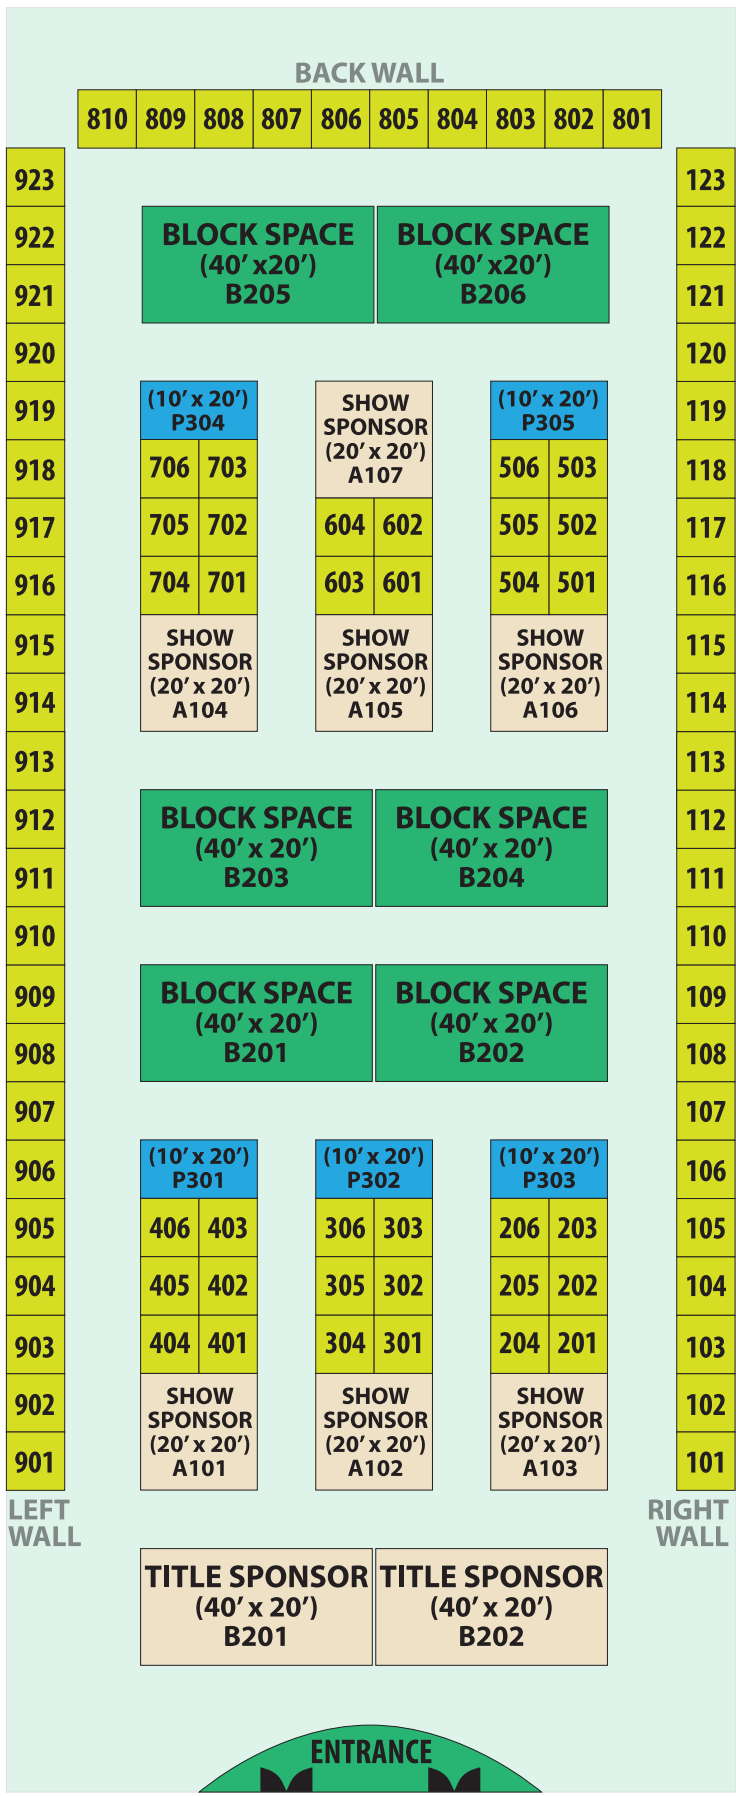 BACK WALL
810 809 808 807 806 805 804 803 802 801
923
922
921
920
919
918
917
916
915
914
913
912
911
910
909
908
907
906
905
904
903
902
901
LEFT
WALL
BLOCK SPACE
(40' x20')
B205
BLOCK SPACE
(40' x20')
B206
(10' x 20')
P304
706 703
705 702
704 701
SHOW
SPONSOR
(20' x 20')
A104
SHOW
SPONSOR
(20' x 20')
A107
604 602
603 601
SHOW
SPONSOR
(20' x 20')
A105
(10' x 20')
P305
506 503
505 502
504 501
SHOW
SPONSOR
(20' x 20')
A106
BLOCK SPACE
(40' x 20')
B203
BLOCK SPACE
(40' x 20')
B204
BLOCK SPACE
(40' x 20')
B201
BLOCK SPACE
(40' x 20')
B202
(10' x 20')
P301
406 403
405 402
404 401
SHOW
SPONSOR
(20' x 20')
A101
(10' x 20')
P302
306 303
305 302
304 301
SHOW
SPONSOR
(20' x 20')
A102
(10' x 20')
P303
206 203
205 202
204 201
SHOW
SPONSOR
(20' x 20')
A103
123
122
121
120
119
118
117
116
115
114
113
112
111
110
109
108
107
106
105
104
103
102
101
RIGHT
WALL
TITLE SPONSOR
(40' x 20')
B201
TITLE SPONSOR
(40' x 20')
B202
ENTRANCE